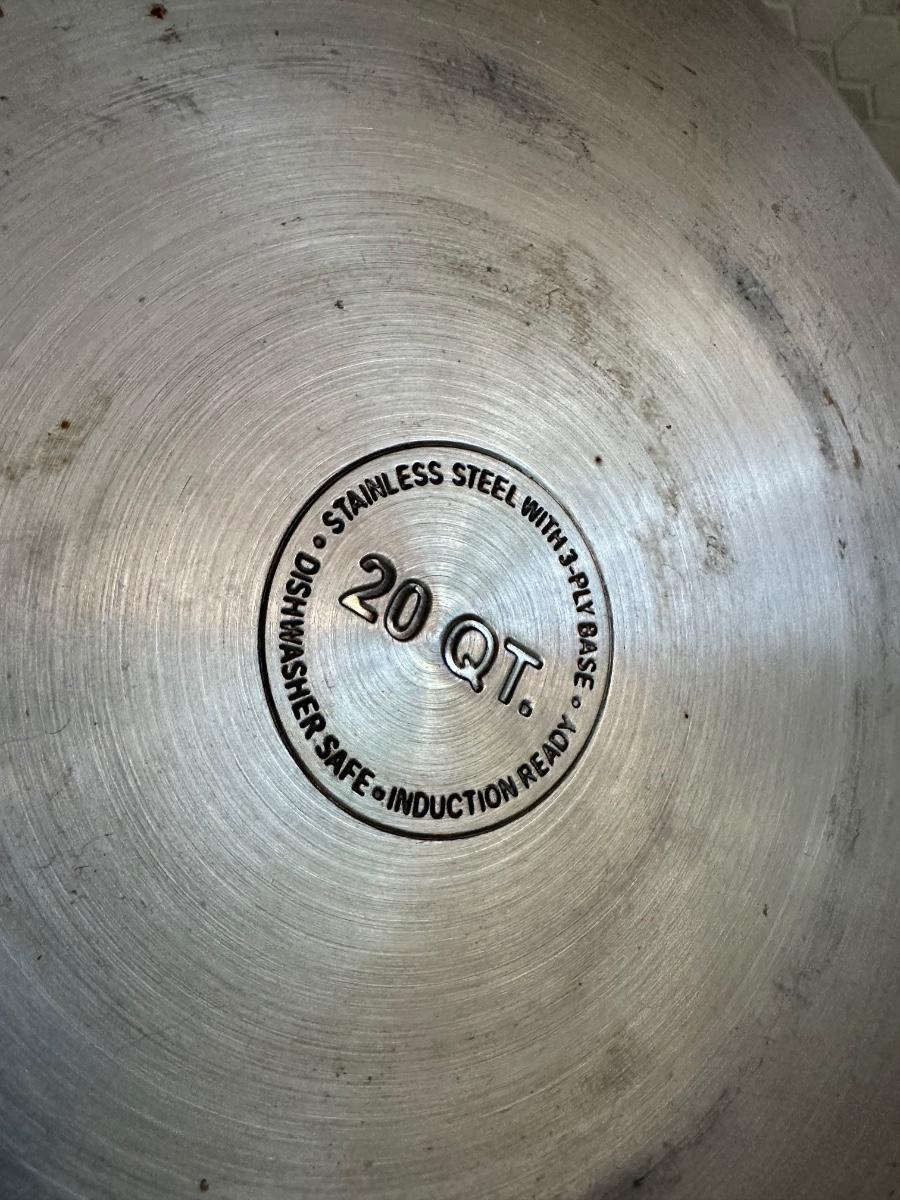 STAINLESS STEEL WITH 3-PLY BASE • INDUCTION READY • DISHWASHER SAFE •
20 QT.